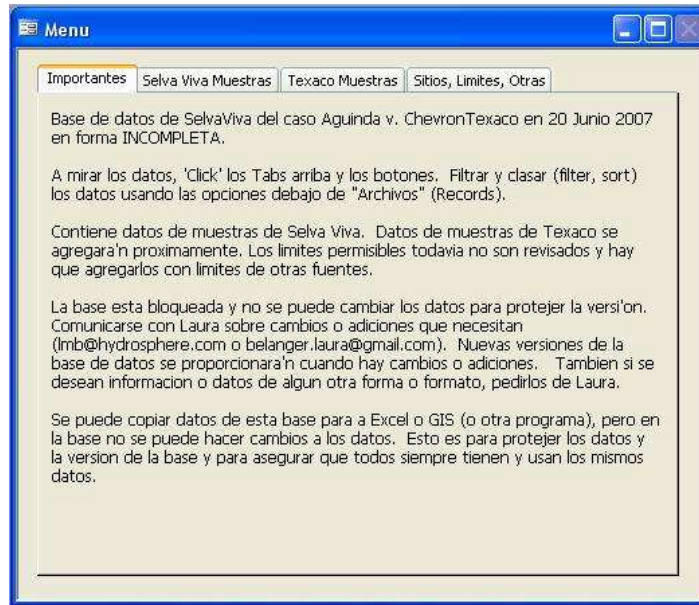 Menu
Importantes Selva Viva Muestras Texaco Muestras Sitios, Limites, Otras
Base de datos de SelvaViva del caso Aguinda v. ChevronTexaco en 20 Junio 2007
en forma INCOMPLETA.
A mirar los datos, 'Click' los Tabs arriba y los botones. Filtrar y clasar (filter, sort)
los datos usando las opciones debajo de "Archivos" (Records).
Contiene datos de muestras de Selva Viva. Datos de muestras de Texaco se
agregara'n proximamente. Los limites permisibles todavia no son revisados y hay
que agregarlos con limites de otras fuentes.
La base esta bloqueada y no se puede cambiar los datos para protejer la versi'on.
Comunicarse con Laura sobre cambios o adiciones que necesitan
(lmb@hydrosphere.com o belanger.laura@gmail.com). Nuevas versiones de la
base de datos se proporcionara'n cuando hay cambios o adiciones. Tambien si se
desean informacion o datos de algun otra forma o formato, pedirlos de Laura.
Se puede copiar datos de esta base para a Excel o GIS (o otra programa), pero en
la base no se puede hacer cambios a los datos. Esto es para protejer los datos y
la version de la base y para asegurar que todos siempre tienen y usan los mismos
datos.